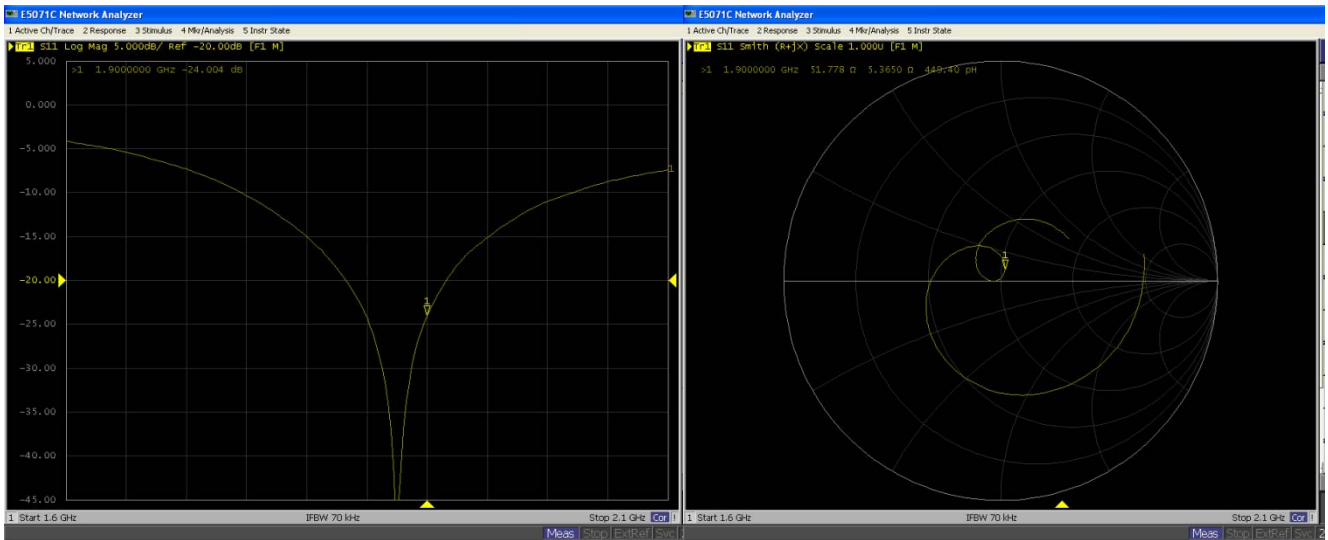 E5071C Network Analyzer
1 Active Ch/Trace 2 Response 3 Stimulus 4 Mkr/Analysis 5 Instr State
Tr1 S11 Log Mag 5.000dB/ Ref -20.00dB [F1 M]
5.000
>1 1.9000000 GHz -24.004 dB
0.000
-5.000
-10.00
-15.00
-20.00
-25.00
-30.00
-35.00
-40.00
-45.00
1
1
1 Start 1.6 GHz IFBW 70 kHz Stop 2.1 GHz Cor !
Meas Stop ExtRef Svc
E5071C Network Analyzer
1 Active Ch/Trace 2 Response 3 Stimulus 4 Mkr/Analysis 5 Instr State
Tr1 S11 Smith (R+jX) Scale 1.000U [F1 M]
>1 1.9000000 GHz 51.778 Ω 5.3650 Ω 449.40 pH
1
1 Start 1.6 GHz IFBW 70 kHz Stop 2.1 GHz Cor !
Meas Stop ExtRef Svc